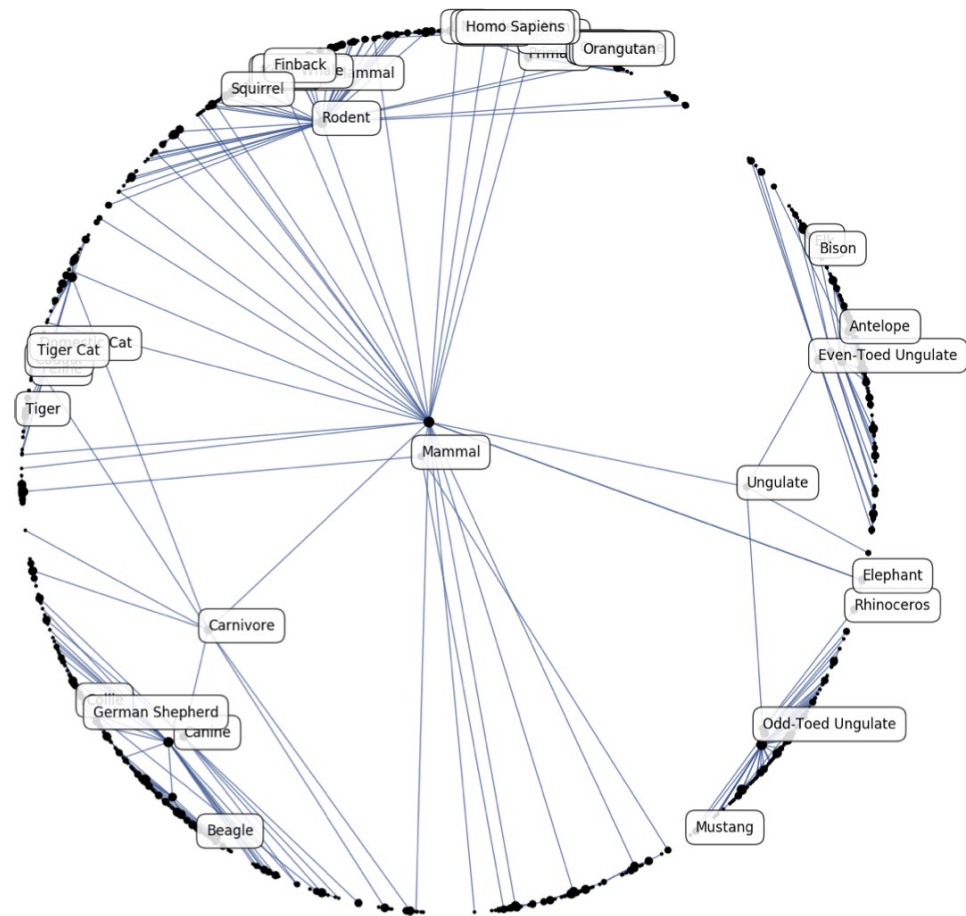 Homo Sapiens
Orangutan
Finback
Squirrel
Rodent
Bison
Antelope
Even-Toed Ungulate
Tiger Cat
Tiger
Mammal
Ungulate
Elephant
Rhinoceros
Carnivore
German Shepherd
Canine
Odd-Toed Ungulate
Beagle
Mustang